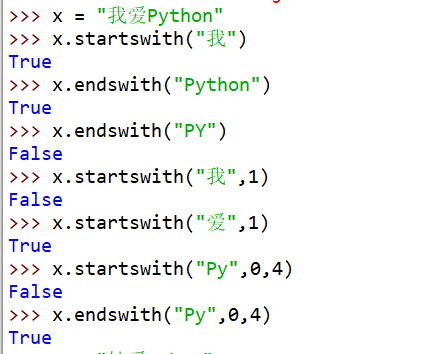 >>> x = "我爱Python"
>>> x.startswith("我")
True
>>> x.endswith("Python")
True
>>> x.endswith("PY")
False
>>> x.startswith("我",1)
False
>>> x.startswith("爱",1)
True
>>> x.startswith("Py",0,4)
False
>>> x.endswith("Py",0,4)
True